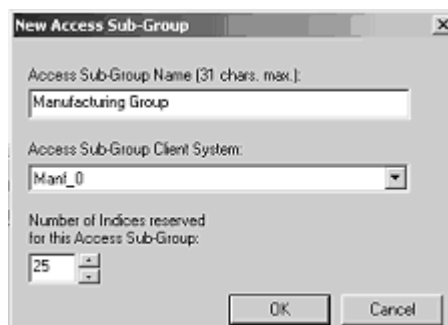 New Access Sub-Group
Access Sub-Group Name (31 chars. max.):
Manufacturing Group
Access Sub-Group Client System:
Manf_0
Number of Indices reserved
for this Access Sub-Group:
25
OK Cancel